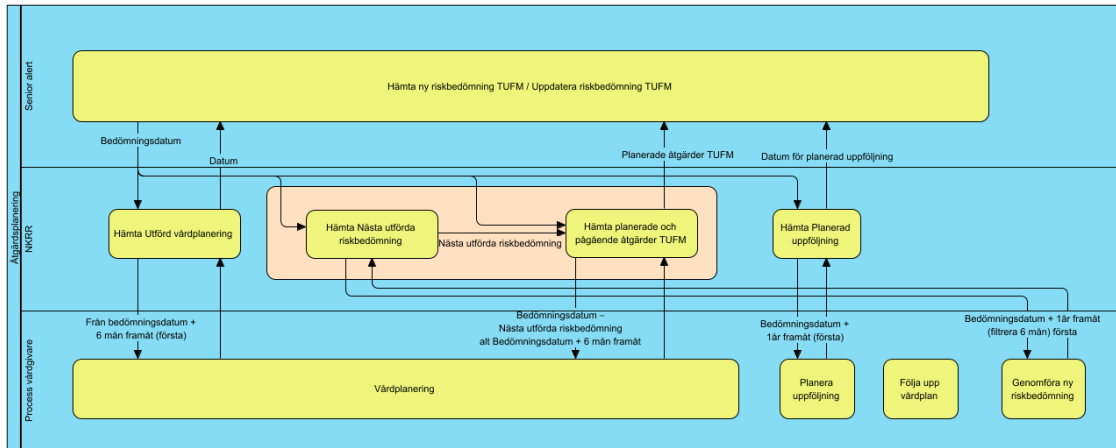 Åtgärdsplanering
Senior alert
Hämta ny riskbedömning TUFM / Uppdatera riskbedömning TUFM
Bedömningsdatum
Datum
Planerade åtgärder TUFM
Datum för planerad uppföljning
NKRR
Hämta Utförd vårdplanering
Hämta Nästa utförda
riskbedömning
Nästa utförda riskbedömning
Hämta planerade och
pågående åtgärder TUFM
Hämta Planerad
uppföljning
Process vårdgivare
Från bedömningsdatum +
6 mån framåt (första)
Bedömningsdatum –
Nästa utförda riskbedömning
alt Bedömningsdatum + 6 mån framåt
Bedömningsdatum +
1år framåt (första)
Bedömningsdatum + 1år framåt
(filtrera 6 mån) första
Vårdplanering
Planera
uppföljning
Följa upp
vårdplan
Genomföra ny
riskbedömning